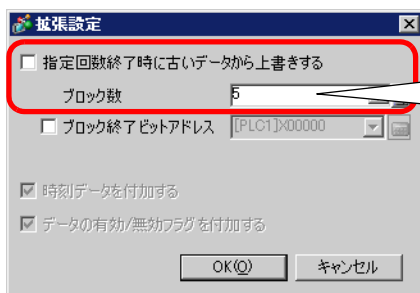 拡張設定
指定回数終了時に古いデータから上書きする
ブロック数 5
ブロック終了ビットアドレス [PLC1]X00000
時刻データを付加する
データの有効/無効フラグを付加する
OK(O) キャンセル